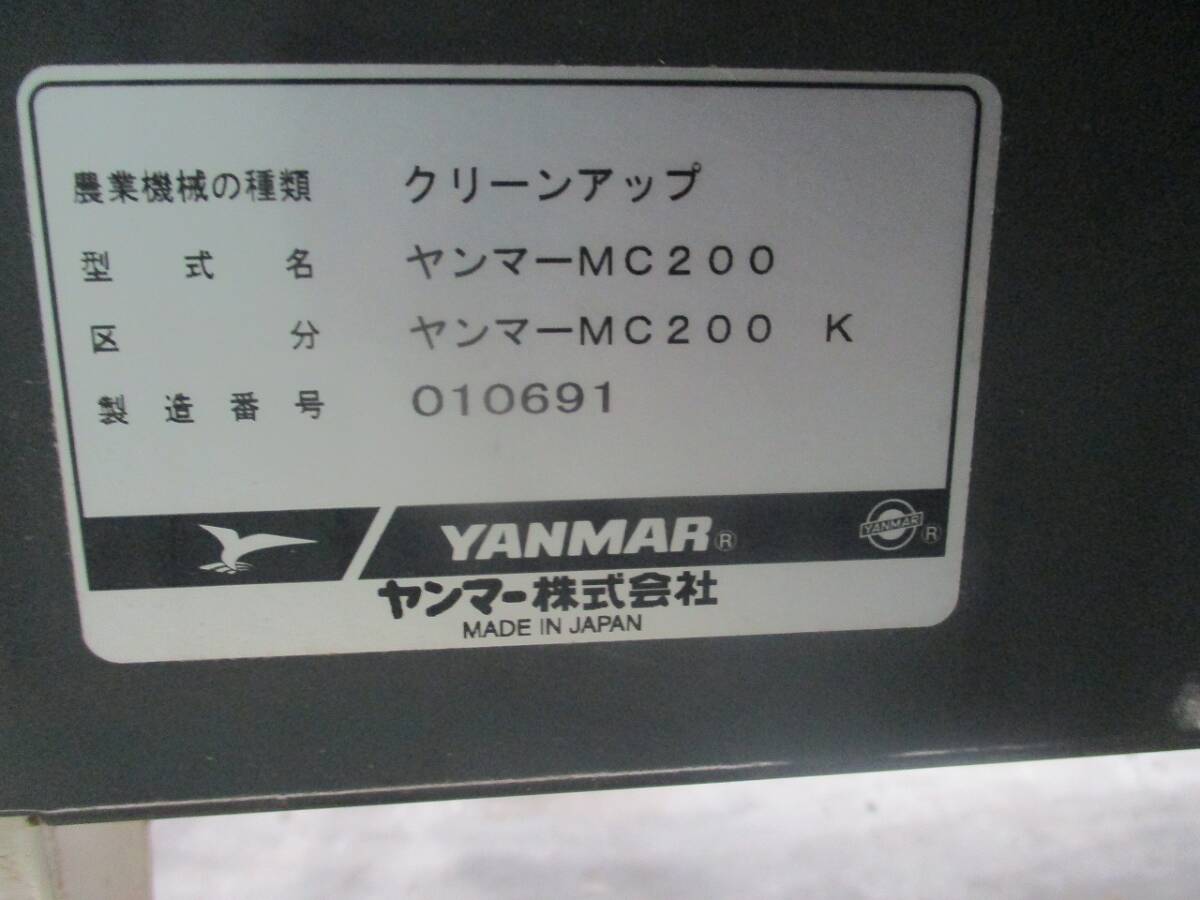 農業機械の種類 クリーンアップ
型式名 ヤンマーMC200
区分 ヤンマーMC200 K
製造番号 010691
YANMAR® YANMAR®
ヤンマー株式会社
MADE IN JAPAN